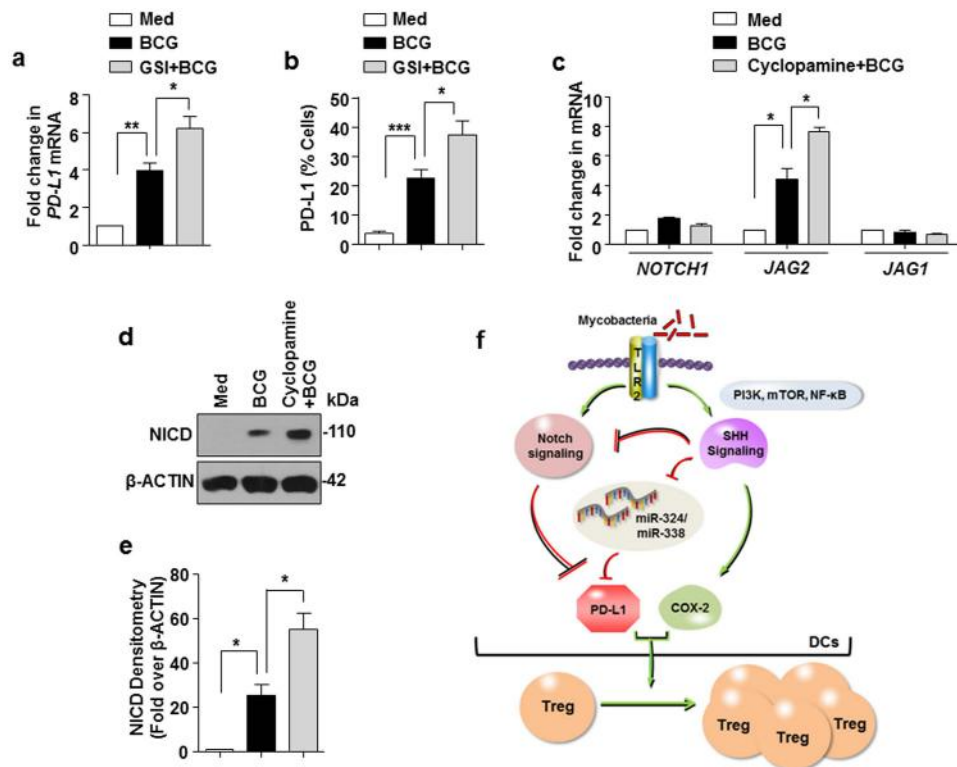 a
Med
BCG
GSI+BCG
Fold change in
PD-L1 mRNA
8
6
4
2
0
**
*
b
Med
BCG
GSI+BCG
PD-L1 (% Cells)
50
40
30
20
10
0
***
*
c
Med
BCG
Cyclopamine+BCG
Fold change in mRNA
10
8
6
4
2
0
*
*
NOTCH1 JAG2 JAG1
d
Med
BCG
Cyclopamine
+BCG
kDa
NICD
-110
β-ACTIN
-42
e
NICD Densitometry
(Fold over β-ACTIN)
80
60
40
20
0
*
*
f
Mycobacteria
TLR2
PI3K, mTOR, NF-κB
Notch
signaling
SHH
Signaling
miR-324/
miR-338
PD-L1
COX-2
DCs
Treg
Treg
Treg
Treg